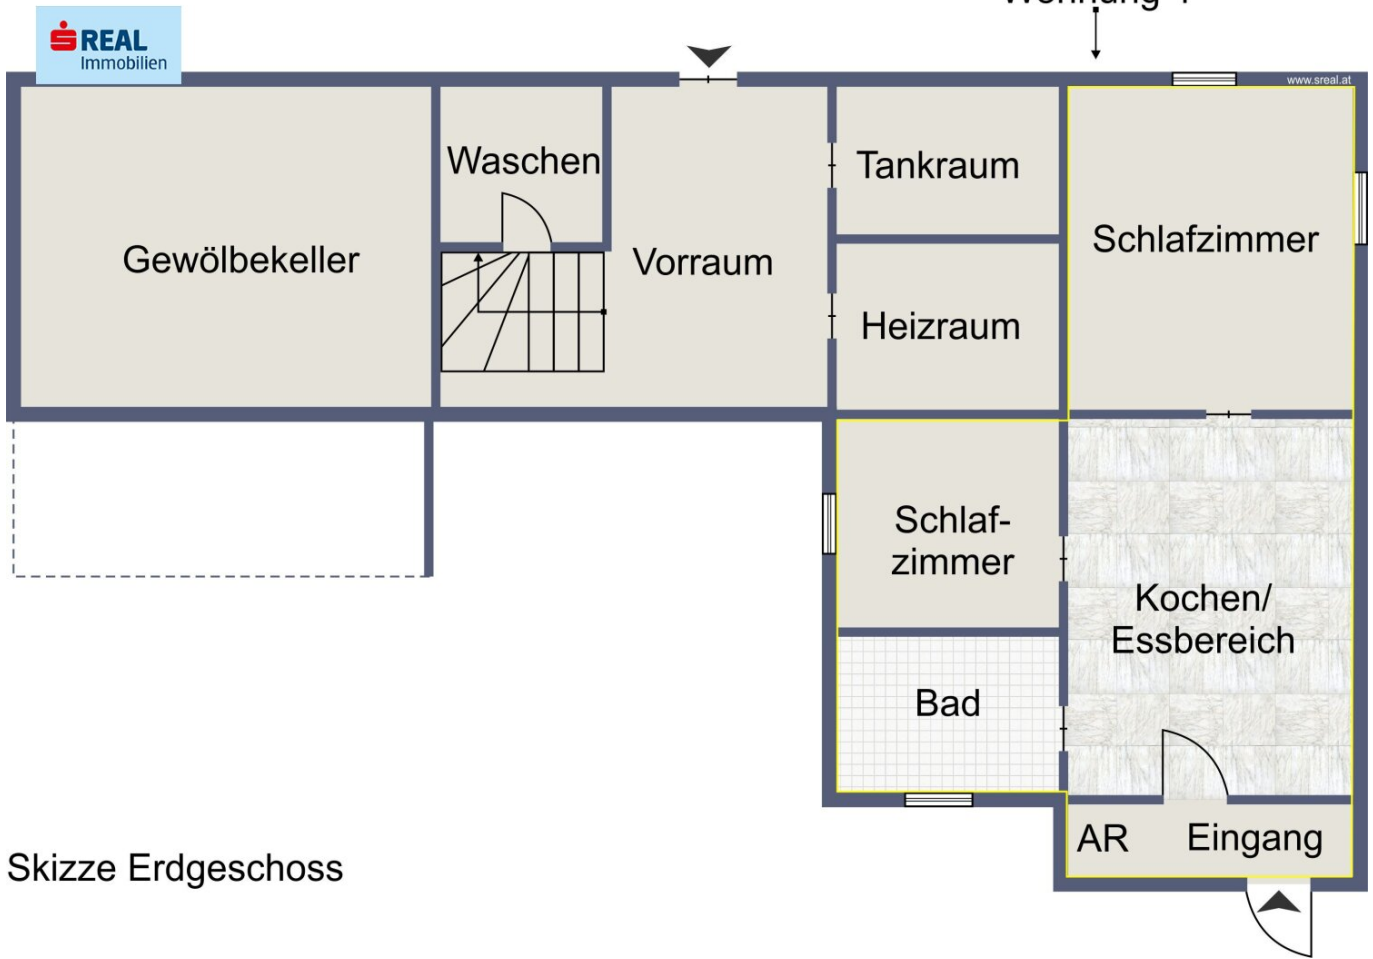 REAL
Immobilien
www.sreal.at
Waschen
Tankraum
Gewölbekeller
Vorraum
Schlafzimmer
Heizraum
Schlaf-
zimmer
Kochen/
Essbereich
Bad
AR Eingang
Skizze Erdgeschoss